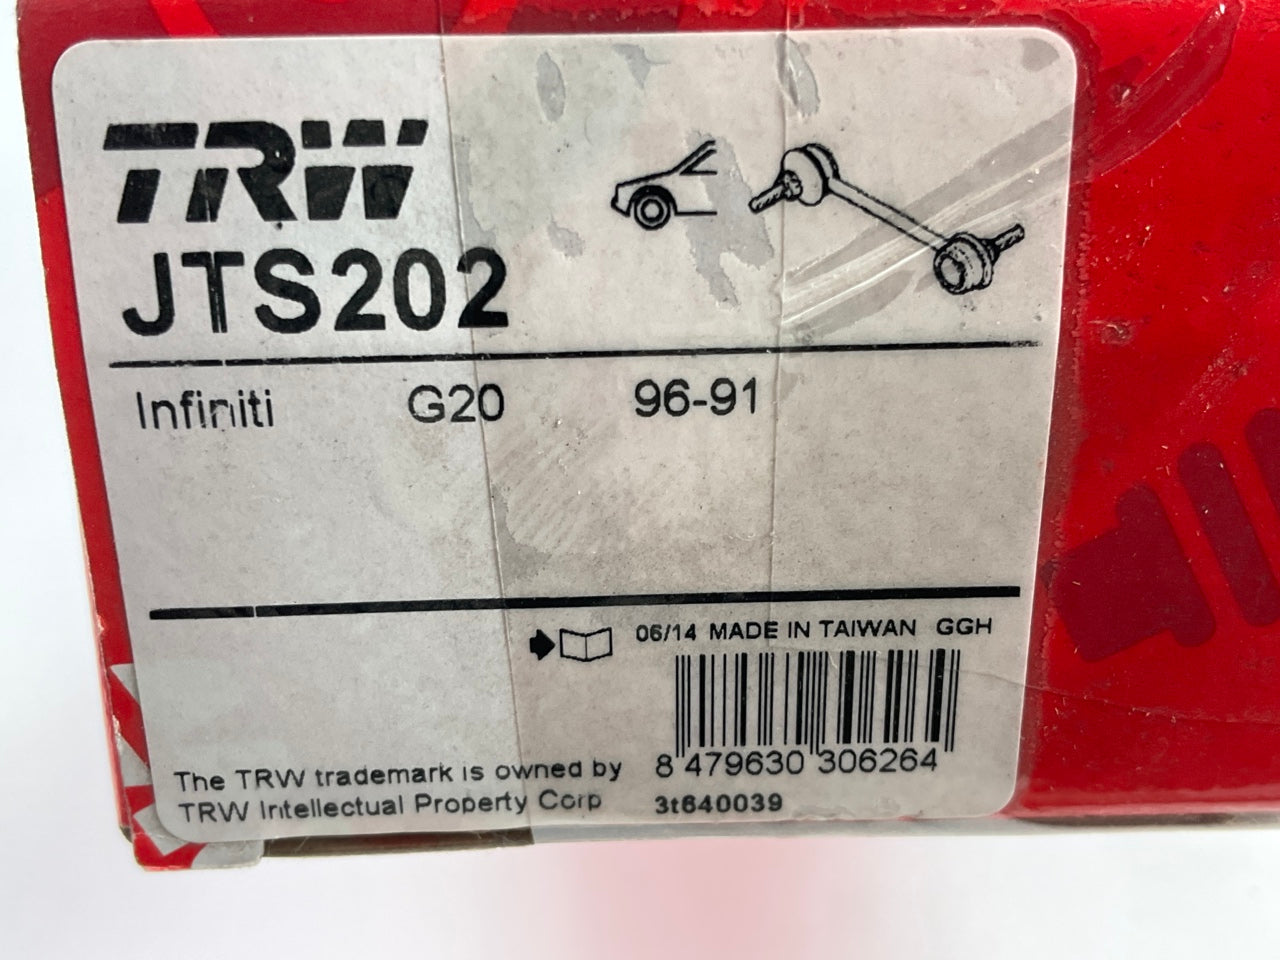 TRW
JTS202
Infiniti G20 96-91
06/14 MADE IN TAIWAN GGH
8 479630 306264
The TRW trademark is owned by
TRW Intellectual Property Corp
3t640039